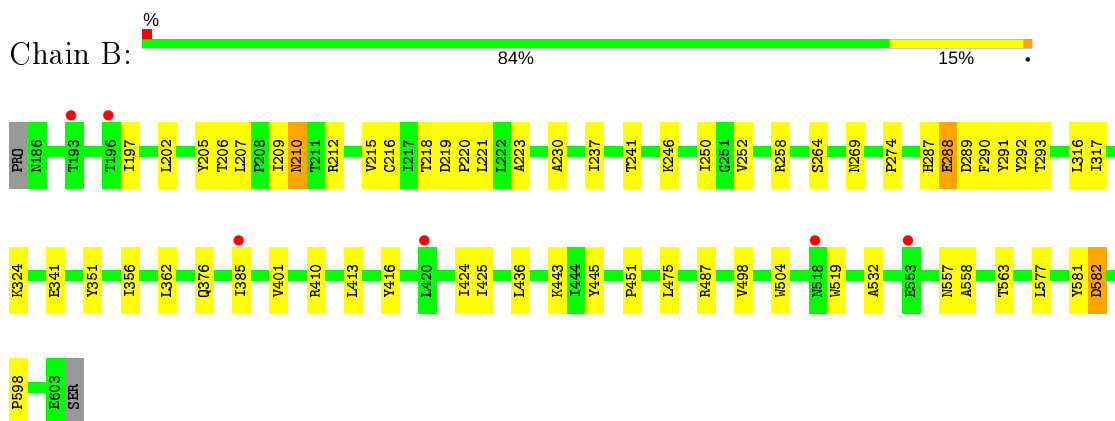 %
Chain B:
84% 15% •
PRO N186 T193 T196 I197 L202 Y205 T206 L207 P208 I209 N210 T211 R212 V215 C216 I217 T218 D219 P220 L221 L222 A223 A230 I237 T241 K246 I250 G251 V252 R258 S264 N269 P274 H287 E288 D289 F290 Y291 Y292 T293 L316 I317
K324 E341 Y351 I356 L362 Q376 I385 V401 R410 L413 Y416 L420 I424 I425 L436 K443 I444 Y445 P451 L475 R487 V498 W504 N518 W519 A532 E553 N557 A558 T563 L577 Y581 D582
P598 E603 SER